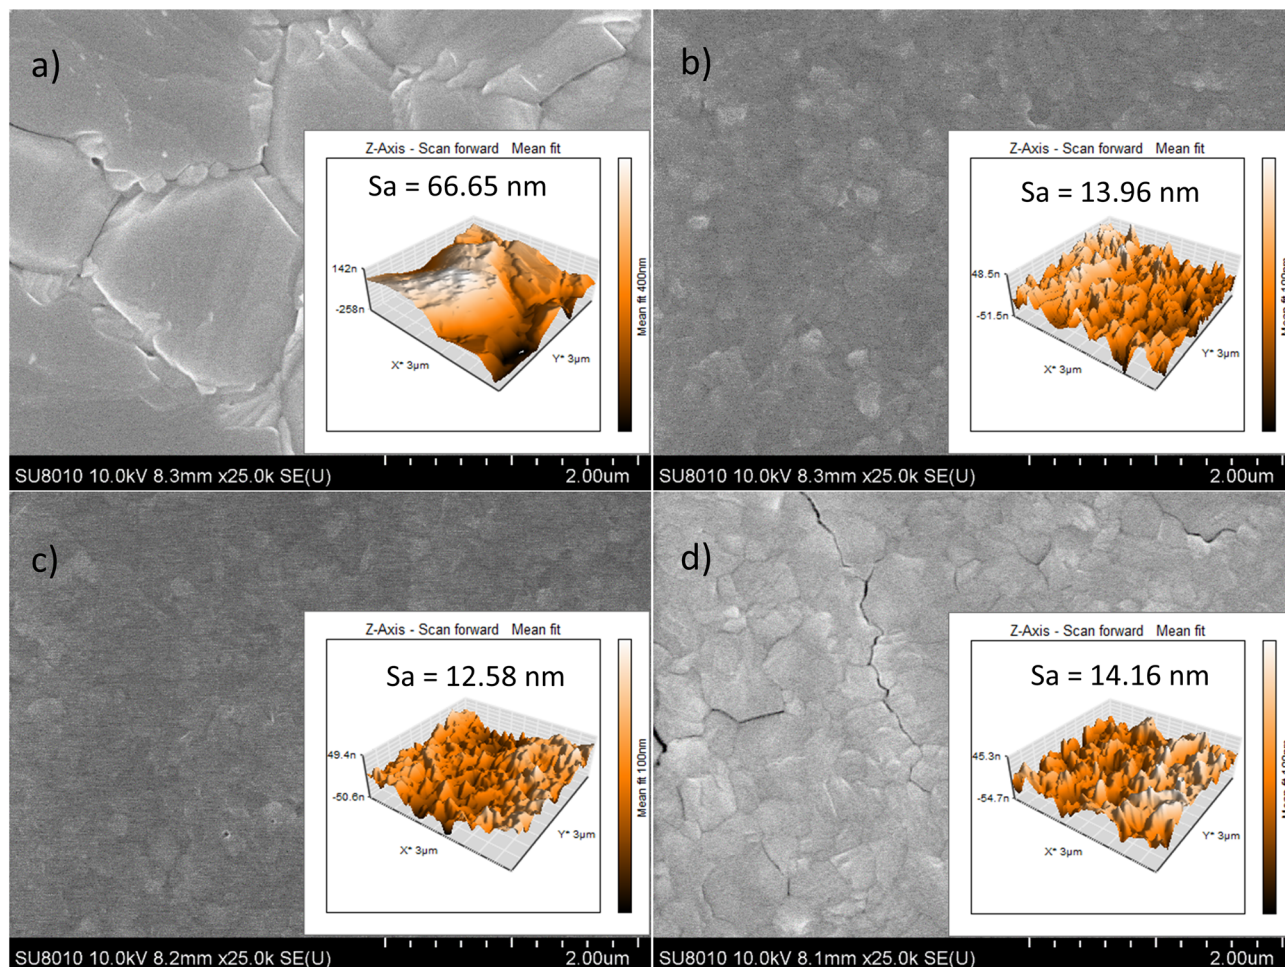 a)
Z-Axis - Scan forward Mean fit
Sa = 66.65 nm
142n
-258n
X* 3µm
Y* 3µm
Mean fit 400nm
SU8010 10.0kV 8.3mm x25.0k SE(U)
2.00um
b)
Z-Axis - Scan forward Mean fit
Sa = 13.96 nm
48.5n
-51.5n
X* 3µm
Y* 3µm
SU8010 10.0kV 8.3mm x25.0k SE(U)
2.00um
c)
Z-Axis - Scan forward Mean fit
Sa = 12.58 nm
49.4n
-50.6n
X* 3µm
Y* 3µm
Mean fit 100nm
SU8010 10.0kV 8.2mm x25.0k SE(U)
2.00um
d)
Z-Axis - Scan forward Mean fit
Sa = 14.16 nm
45.3n
-54.7n
X* 3µm
Y* 3µm
SU8010 10.0kV 8.1mm x25.0k SE(U)
2.00um